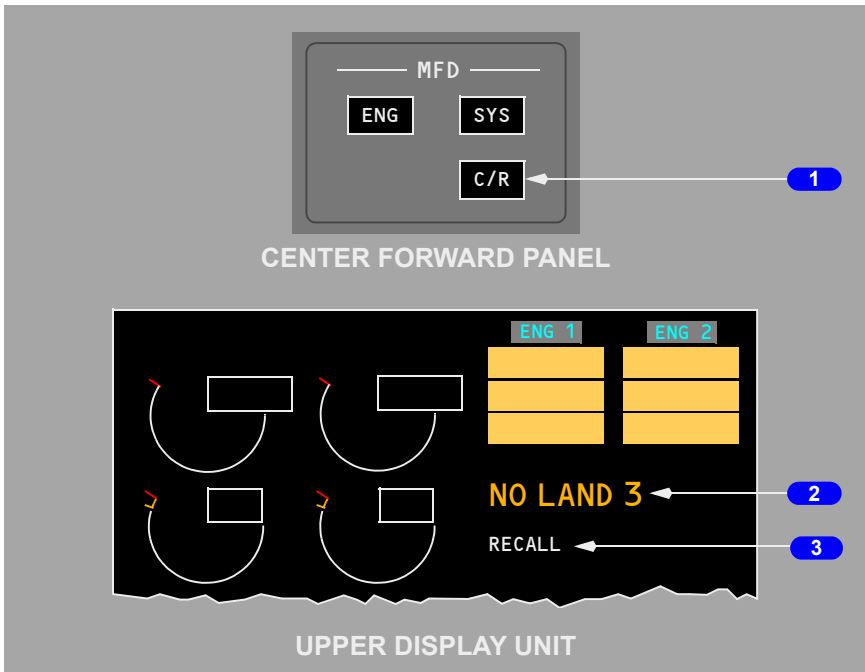 MFD
ENG SYS
C/R
1
CENTER FORWARD PANEL
ENG 1 ENG 2
NO LAND 3
2
RECALL
3
UPPER DISPLAY UNIT